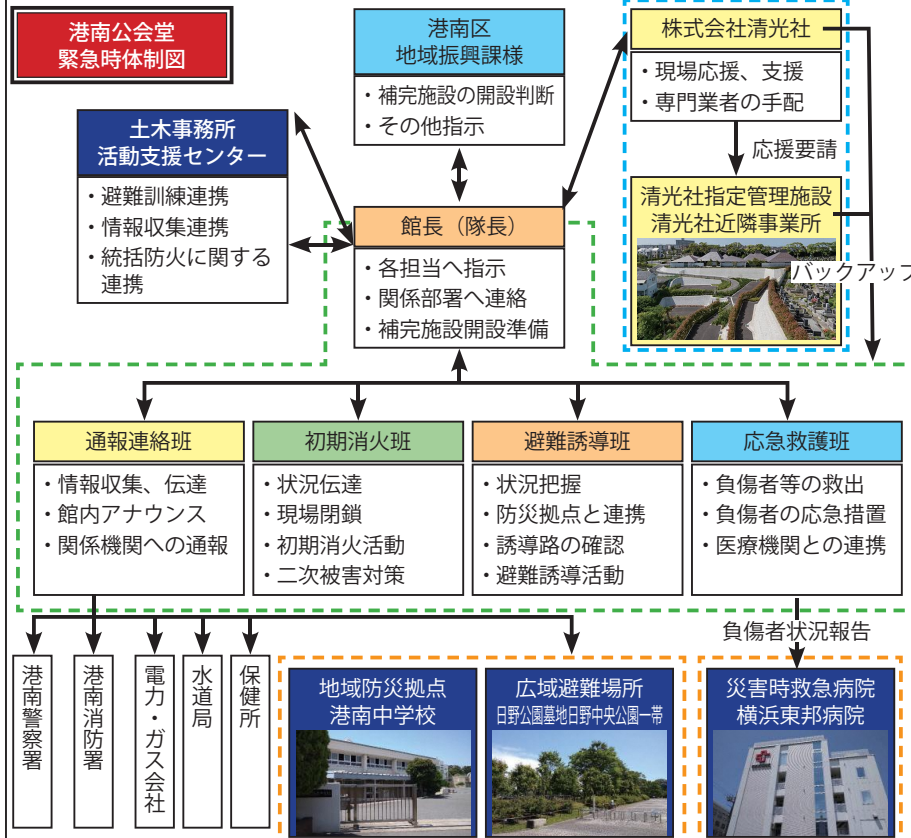 港南公会堂
緊急時体制図
港南区
地域振興課様
・補完施設の開設判断
・その他指示
株式会社清光社
・現場応援、支援
・専門業者の手配
応援要請
清光社指定管理施設
清光社近隣事業所
バックアップ
土木事務所
活動支援センター
・避難訓練連携
・情報収集連携
・統括防火に関する
連携
館長（隊長）
・各担当へ指示
・関係部署へ連絡
・補完施設開設準備
通報連絡班
・情報収集、伝達
・館内アナウンス
・関係機関への通報
初期消火班
・状況伝達
・現場閉鎖
・初期消火活動
・二次被害対策
避難誘導班
・状況把握
・防災拠点と連携
・誘導路の確認
・避難誘導活動
応急救護班
・負傷者等の救出
・負傷者の応急措置
・医療機関との連携
負傷者状況報告
港南警察署
港南消防署
電力・ガス会社
水道局
保健所
地域防災拠点
港南中学校
広域避難場所
日野公園墓地日野中央公園一帯
災害時救急病院
横浜東邦病院